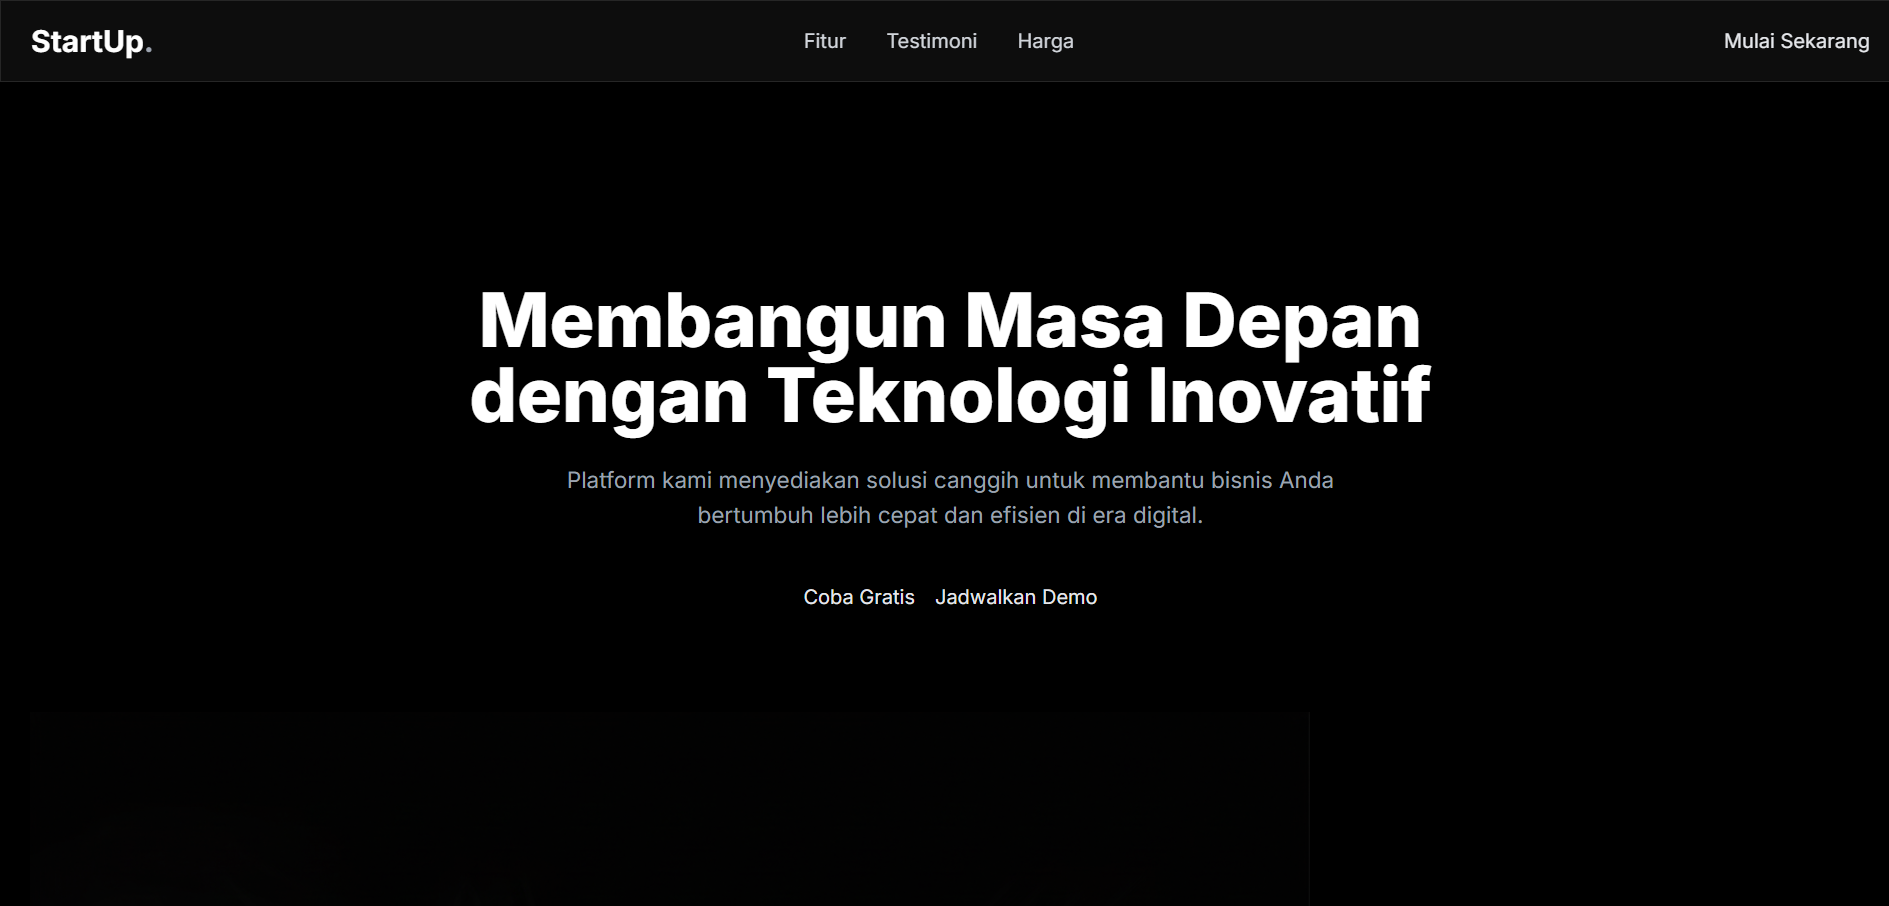 StartUp.
Fitur
Testimoni
Harga
Mulai Sekarang
Membangun Masa Depan
dengan Teknologi Inovatif
Platform kami menyediakan solusi canggih untuk membantu bisnis Anda
bertumbuh lebih cepat dan efisien di era digital.
Coba Gratis
Jadwalkan Demo